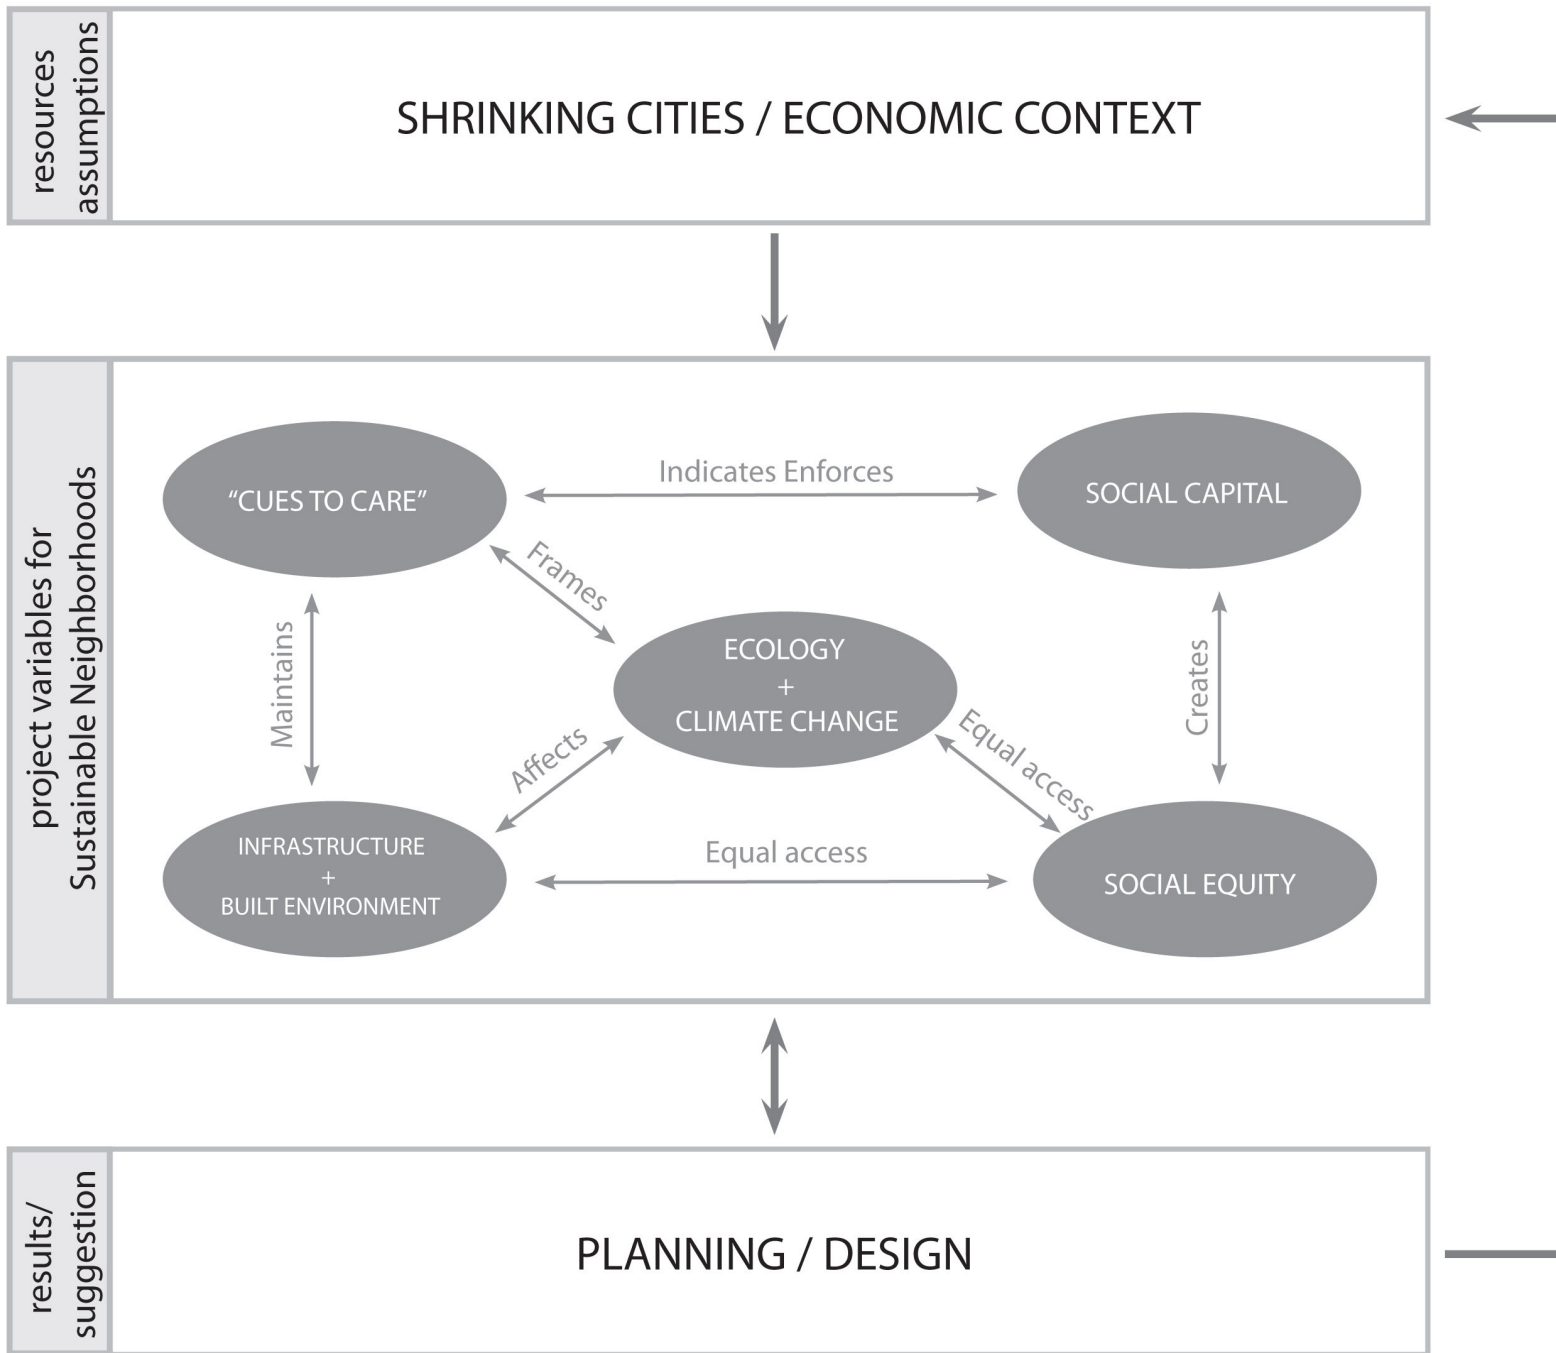 resources
assumptions
SHRINKING CITIES / ECONOMIC CONTEXT
project variables for
Sustainable Neighborhoods
“CUES TO CARE”
Indicates Enforces
SOCIAL CAPITAL
Frames
Maintains
ECOLOGY
+
CLIMATE CHANGE
Creates
Affects
Equal access
INFRASTRUCTURE
+
BUILT ENVIRONMENT
Equal access
SOCIAL EQUITY
results/
suggestion
PLANNING / DESIGN